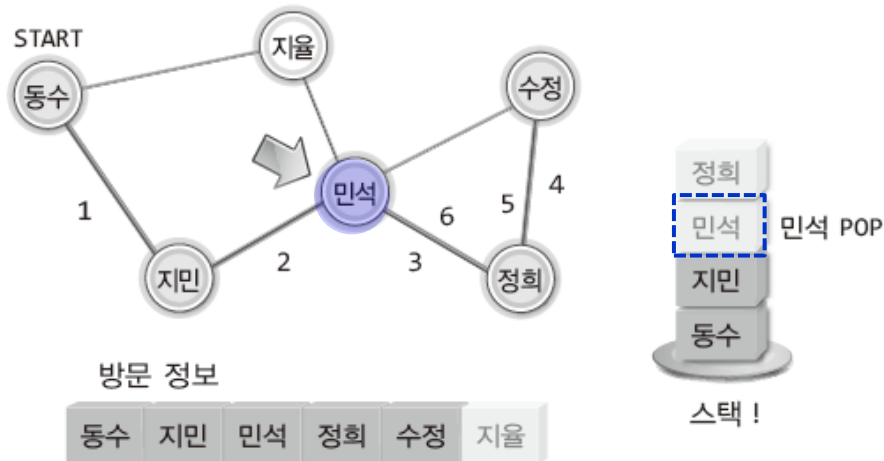 START
동수
지율
수정
민석
지민
정희
1
2
3
6
5
4
정희
민석
민석 POP
지민
동수
스택 !
방문 정보
동수 지민 민석 정희 수정 지율